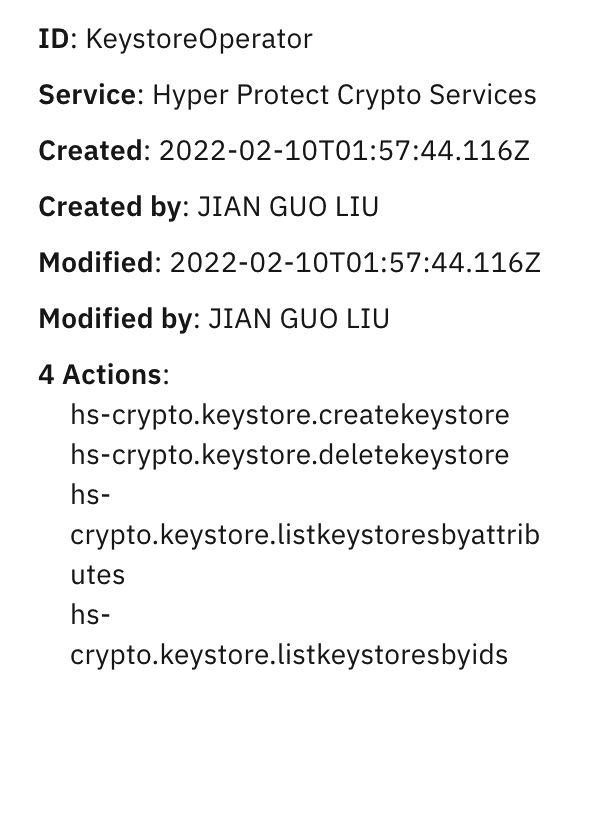 ID: KeystoreOperator
Service: Hyper Protect Crypto Services
Created: 2022-02-10T01:57:44.116Z
Created by: JIAN GUO LIU
Modified: 2022-02-10T01:57:44.116Z
Modified by: JIAN GUO LIU
4 Actions:
hs-crypto.keystore.createkeystore
hs-crypto.keystore.deletekeystore
hs-
crypto.keystore.listkeystoresbyattrib
utes
hs-
crypto.keystore.listkeystoresbyids